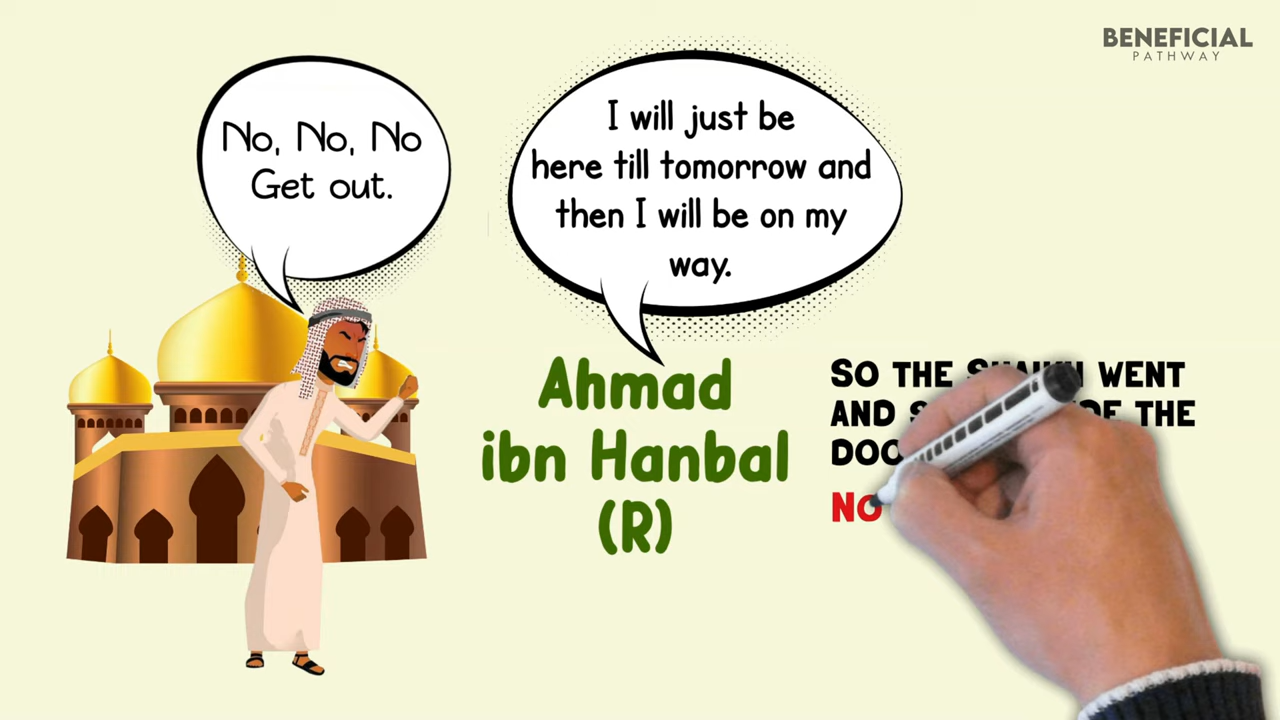 BENEFICIAL
PATHWAY
No, No, No
Get out.
I will just be
here till tomorrow and
then I will be on my
way.
Ahmad
ibn Hanbal
(R)
SO THE WENT
AND THE
NO